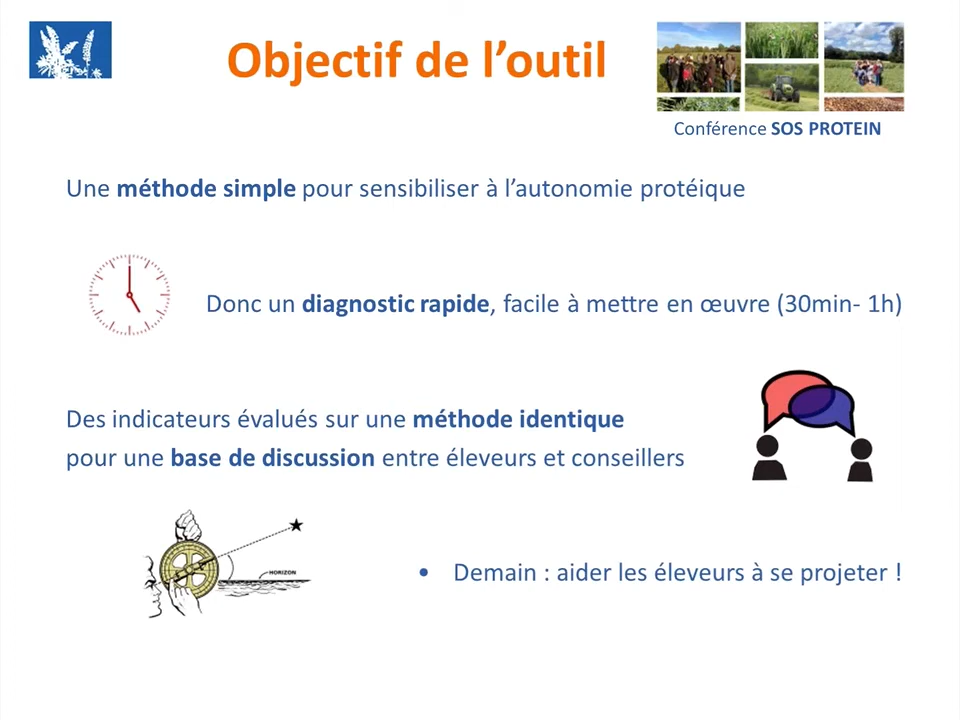 Objectif de l’outil
Conférence SOS PROTEIN
Une méthode simple pour sensibiliser à l’autonomie protéique
Donc un diagnostic rapide, facile à mettre en œuvre (30min- 1h)
Des indicateurs évalués sur une méthode identique
pour une base de discussion entre éleveurs et conseillers
HORIZON
• Demain : aider les éleveurs à se projeter !